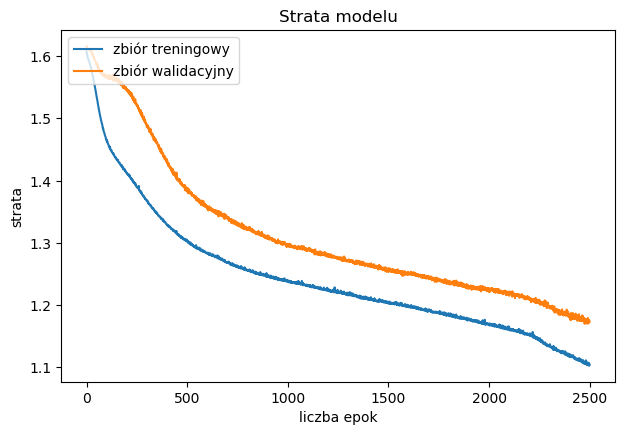 Strata modelu
zbiór treningowy
zbiór walidacyjny
strata
1.6
1.5
1.4
1.3
1.2
1.1
0 500 1000 1500 2000 2500
liczba epok